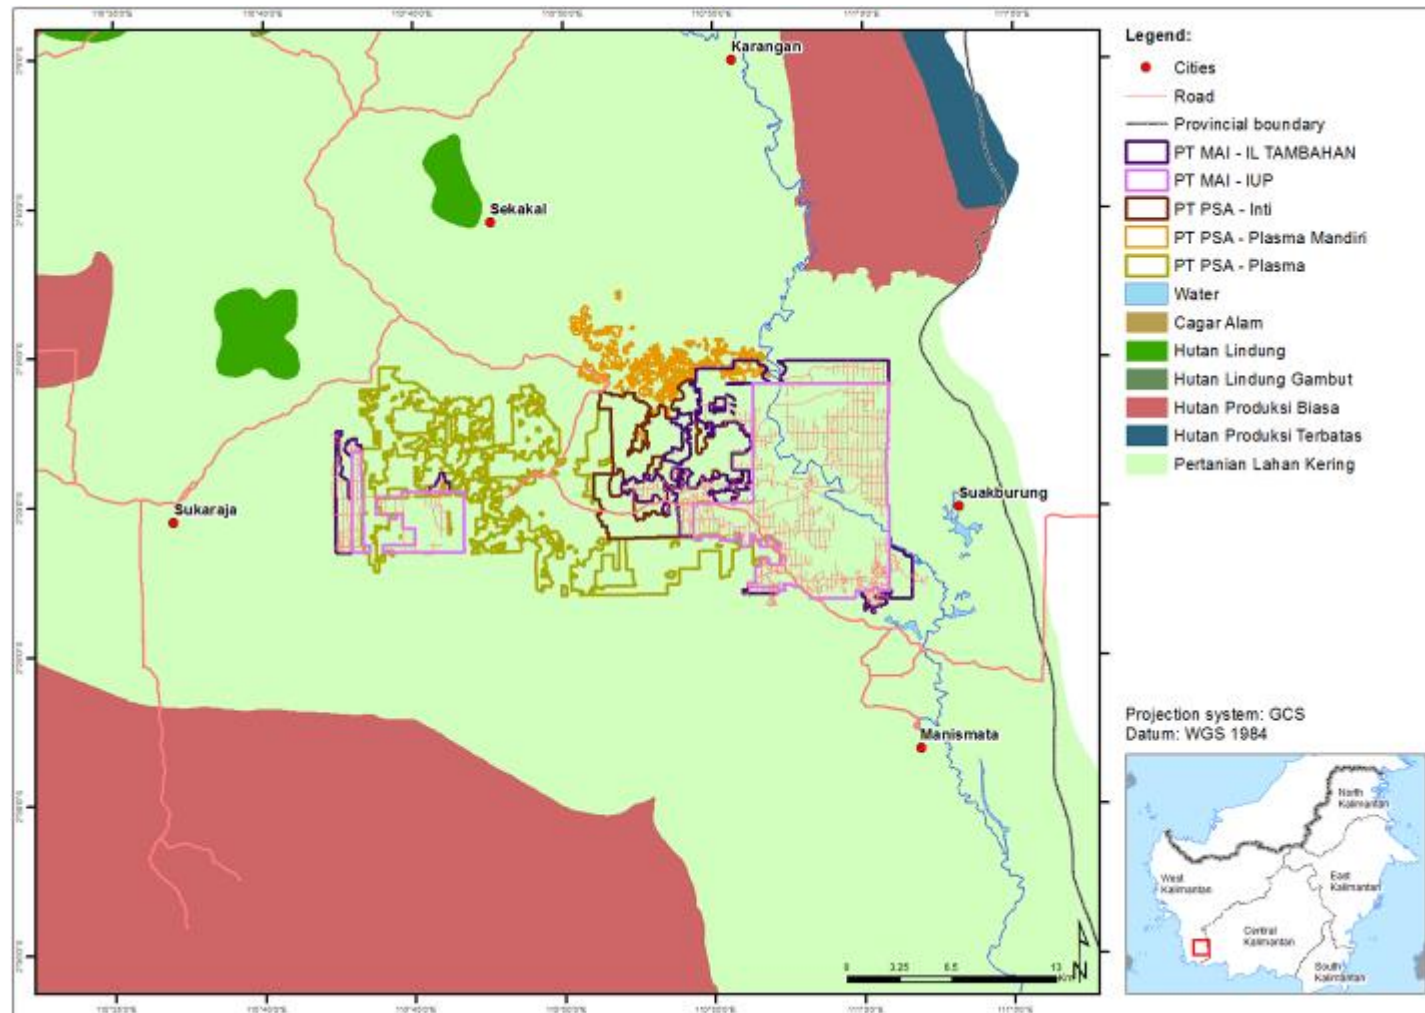 Karangan
Sekakal
Sukaraja
Suakburung
Manismata
0 3.25 6.5 13
Km
N
Legend:
Cities
Road
Provincial boundary
PT MAI - IL TAMBAHAN
PT MAI - IUP
PT PSA - Inti
PT PSA - Plasma Mandiri
PT PSA - Plasma
Water
Cagar Alam
Hutan Lindung
Hutan Lindung Gambut
Hutan Produksi Biasa
Hutan Produksi Terbatas
Pertanian Lahan Kering
Projection system: GCS
Datum: WGS 1984
North
Kalimantan
West
Kalimantan
East
Kalimantan
Central
Kalimantan
South
Kalimantan